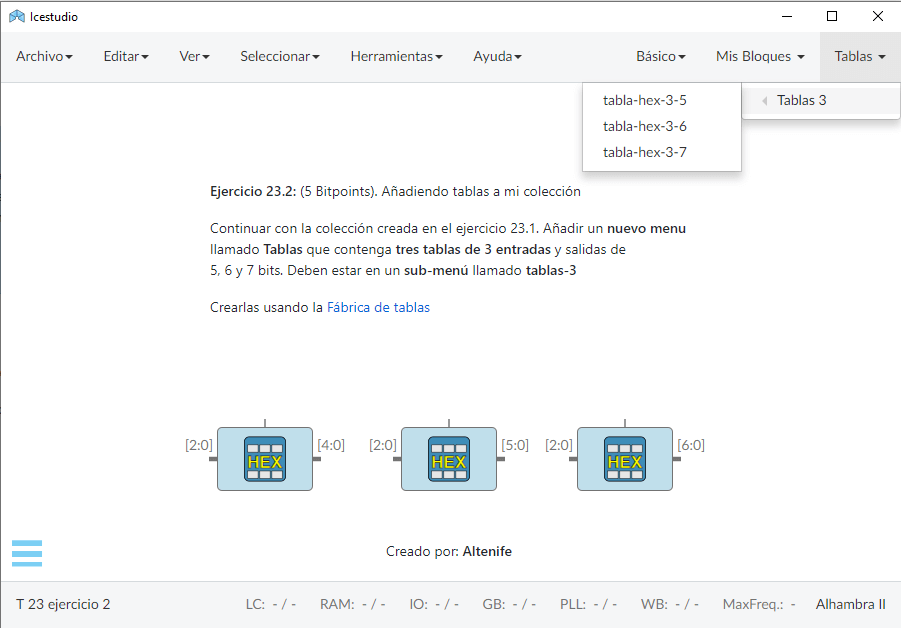 Icestudio
Archivo Editar Ver Seleccionar Herramientas Ayuda Básico Mis Bloques Tablas
Tablas 3
tabla-hex-3-5
tabla-hex-3-6
tabla-hex-3-7
Ejercicio 23.2: (5 Bitpoints). Añadiendo tablas a mi colección
Continuar con la colección creada en el ejercicio 23.1. Añadir un nuevo menu
llamado Tablas que contenga tres tablas de 3 entradas y salidas de
5, 6 y 7 bits. Deben estar en un sub-menú llamado tablas-3
Crearlas usando la Fábrica de tablas
[2:0] HEX [4:0] [2:0] HEX [5:0] [2:0] HEX [6:0]
Creado por: Altenife
T 23 ejercicio 2 LC: - / - RAM: - / - IO: - / - GB: - / - PLL: - / - WB: - / - MaxFreq.: - Alhambra II